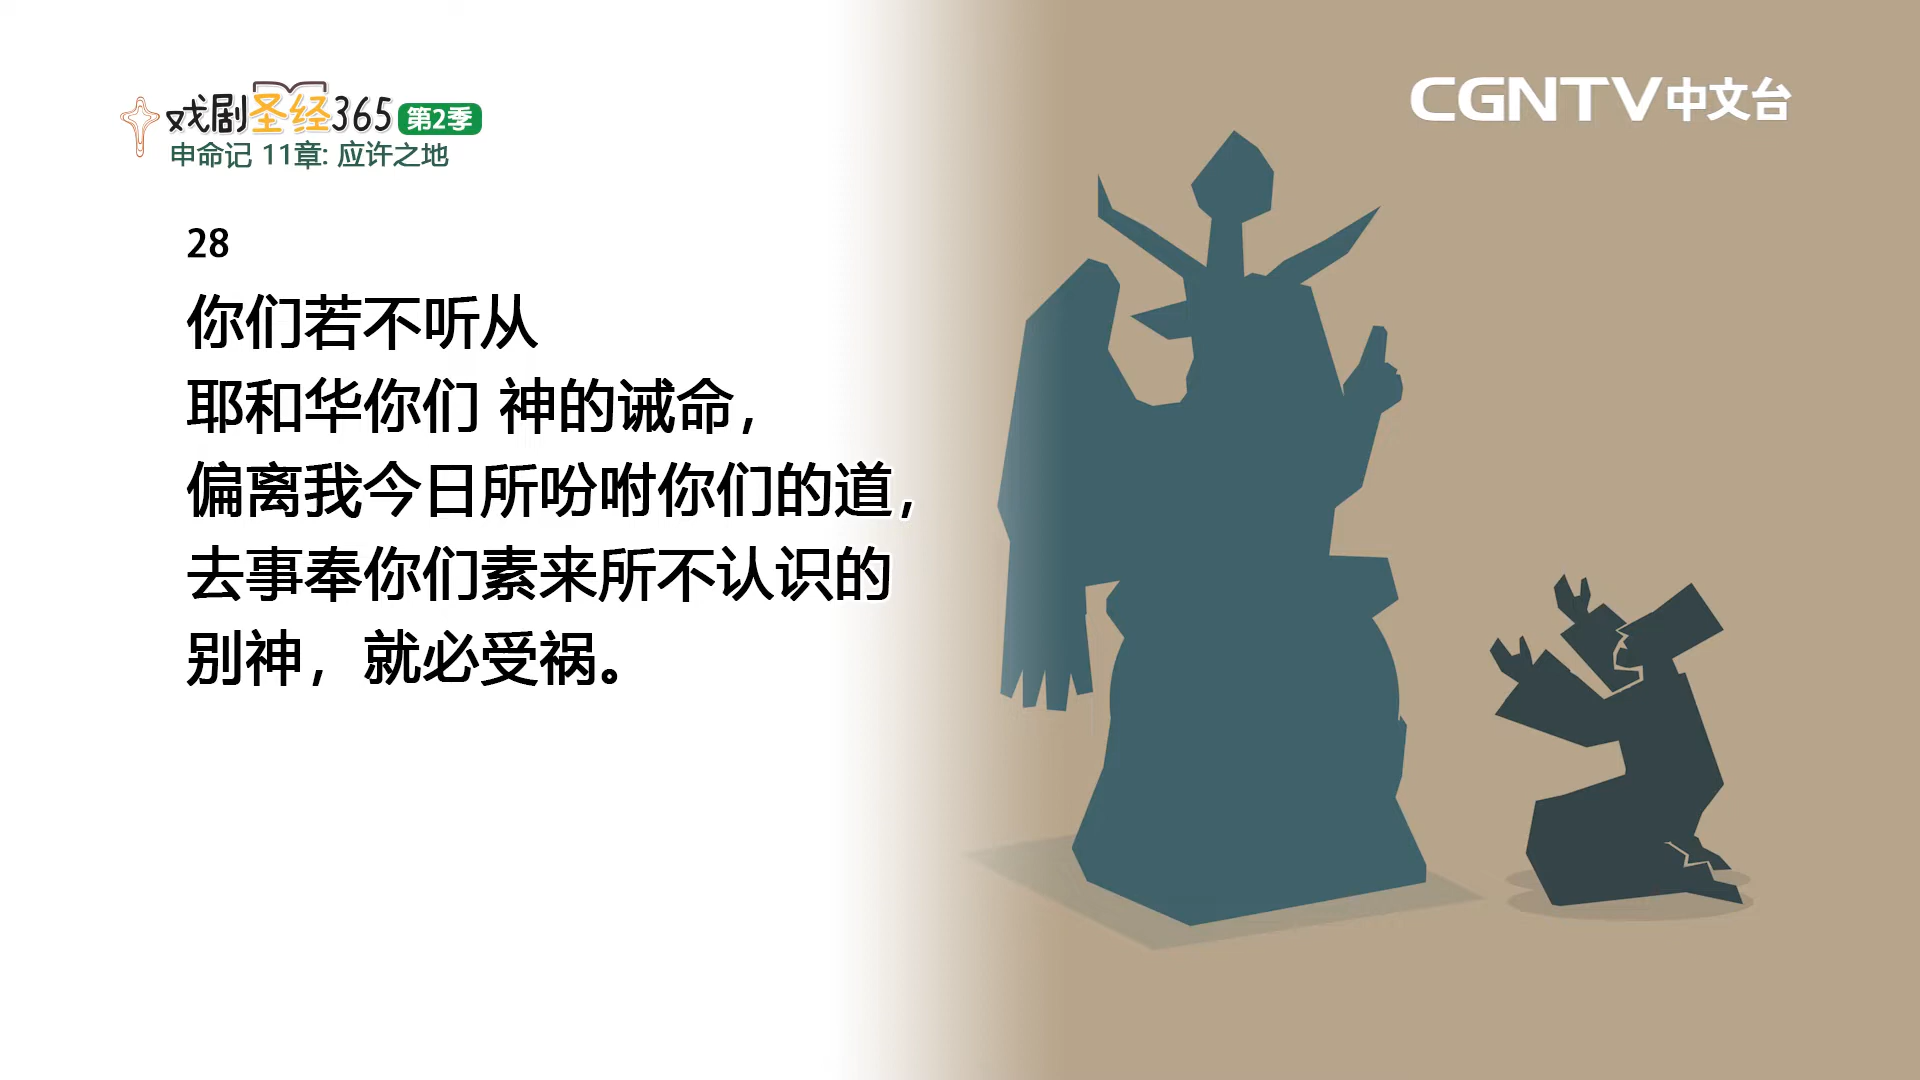 戏剧圣经365 第2季
CGNTV中文台
申命记 11章: 应许之地
28
你们若不听从
耶和华你们 神的诫命，
偏离我今日所吩咐你们的道，
去事奉你们素来所不认识的
别神，就必受祸。